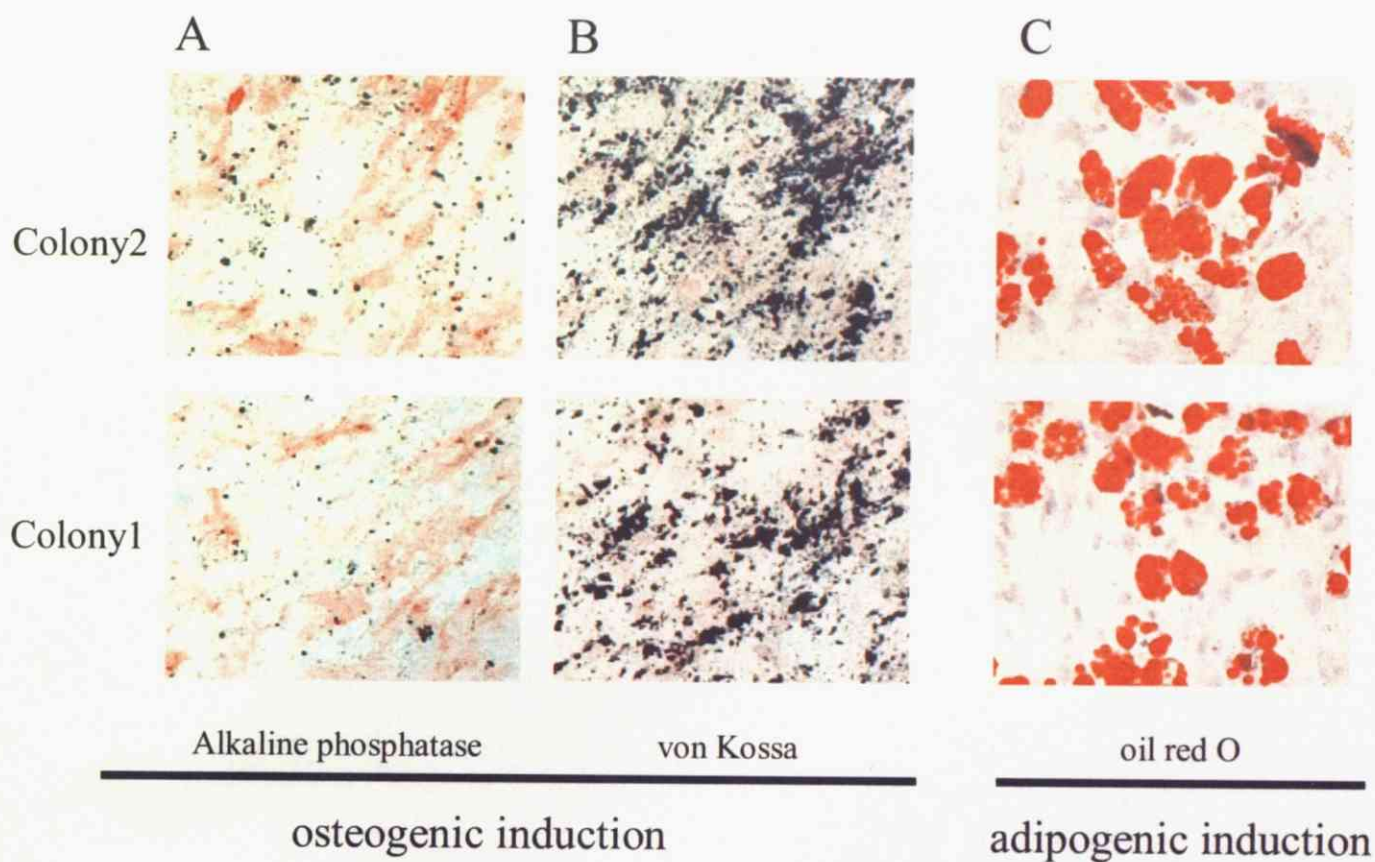 A B C
Colony2
Colony1
Alkaline phosphatase von Kossa oil red O
osteogenic induction adipogenic induction